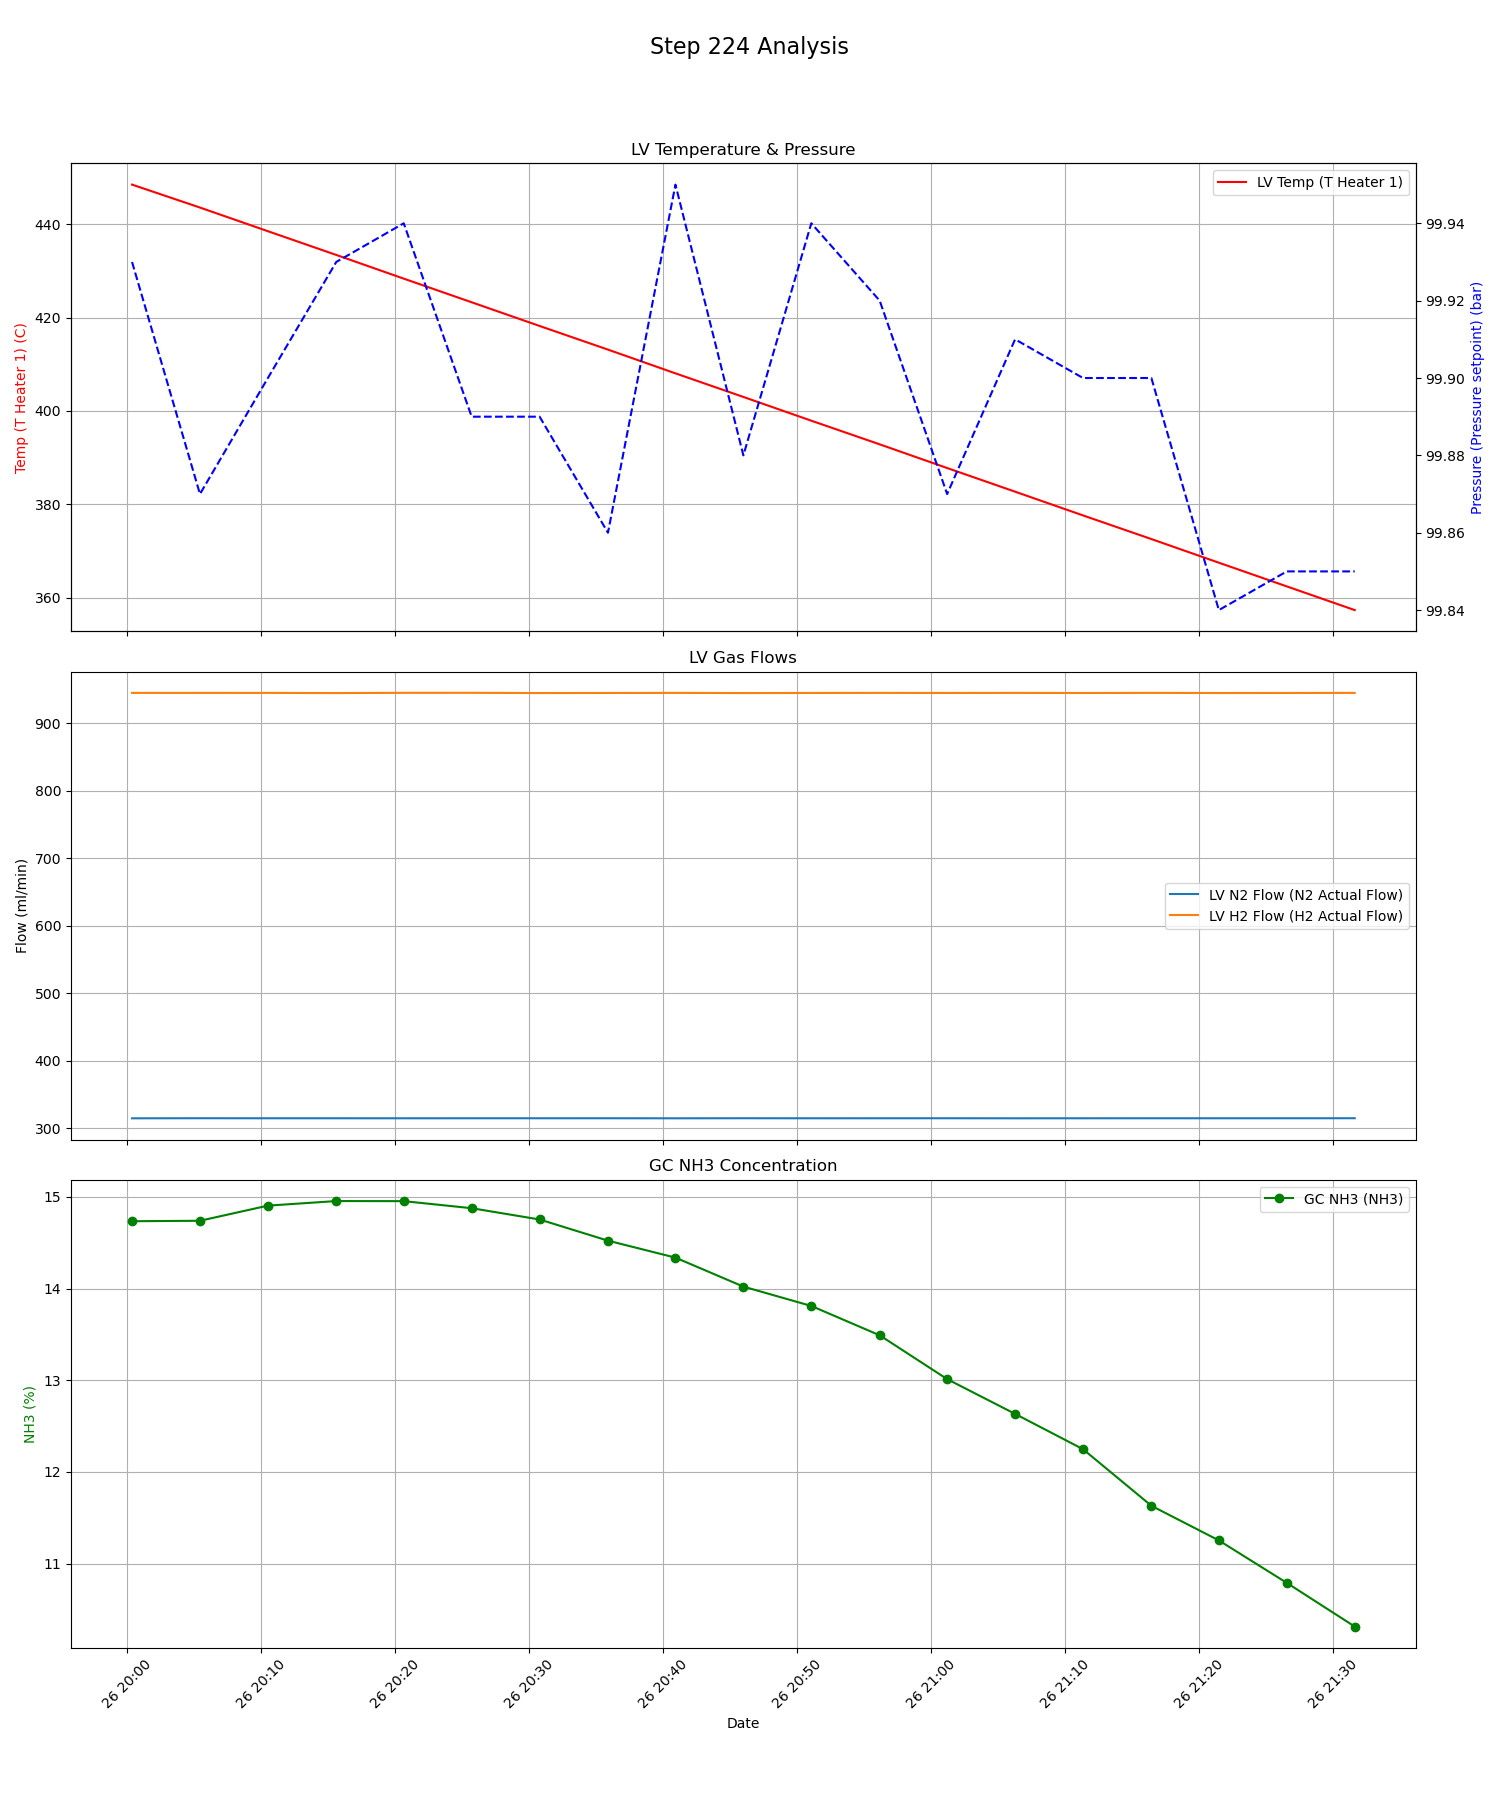 Step 224 Analysis
LV Temperature & Pressure
LV Temp (T Heater 1)
Temp (T Heater 1) (C)
440
420
400
380
360
99.94
99.92
99.90
99.88
99.86
99.84
Pressure (Pressure setpoint) (bar)
LV Gas Flows
Flow (ml/min)
900
800
700
600
500
400
300
LV N2 Flow (N2 Actual Flow)
LV H2 Flow (H2 Actual Flow)
GC NH3 Concentration
GC NH3 (NH3)
NH3 (%)
15
14
13
12
11
26 20:00
26 20:10
26 20:20
26 20:30
26 20:40
26 20:50
26 21:00
26 21:10
26 21:20
26 21:30
Date